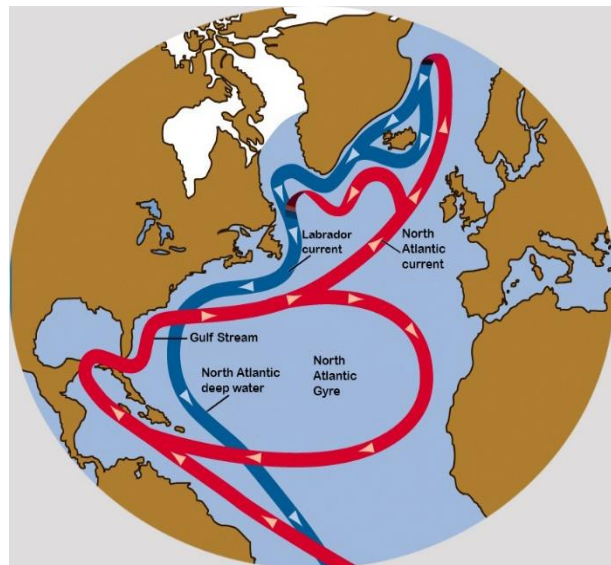 Labrador
current
North
Atlantic
current
Gulf Stream
North Atlantic
deep water
North
Atlantic
Gyre